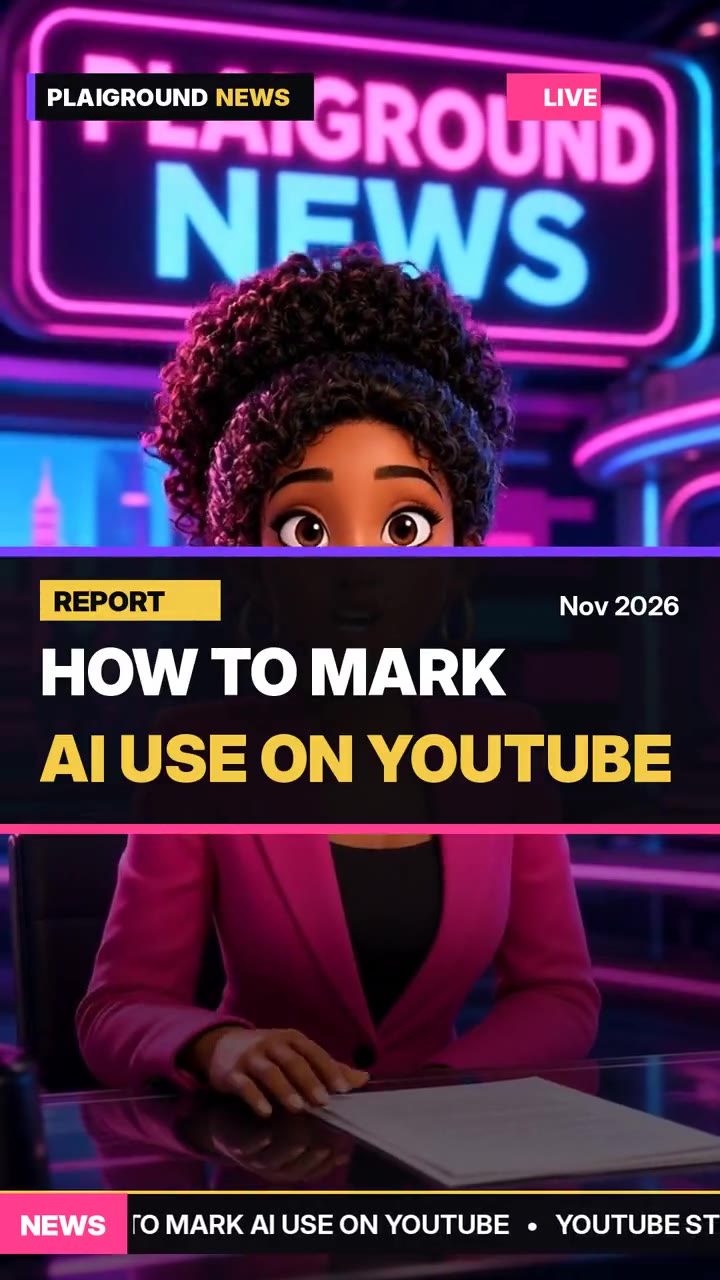 PLAIGROUND NEWS
LIVE
PLAIGROUND
NEWS
REPORT
Nov 2026
HOW TO MARK
AI USE ON YOUTUBE
NEWS
TO MARK AI USE ON YOUTUBE • YOUTUBE ST